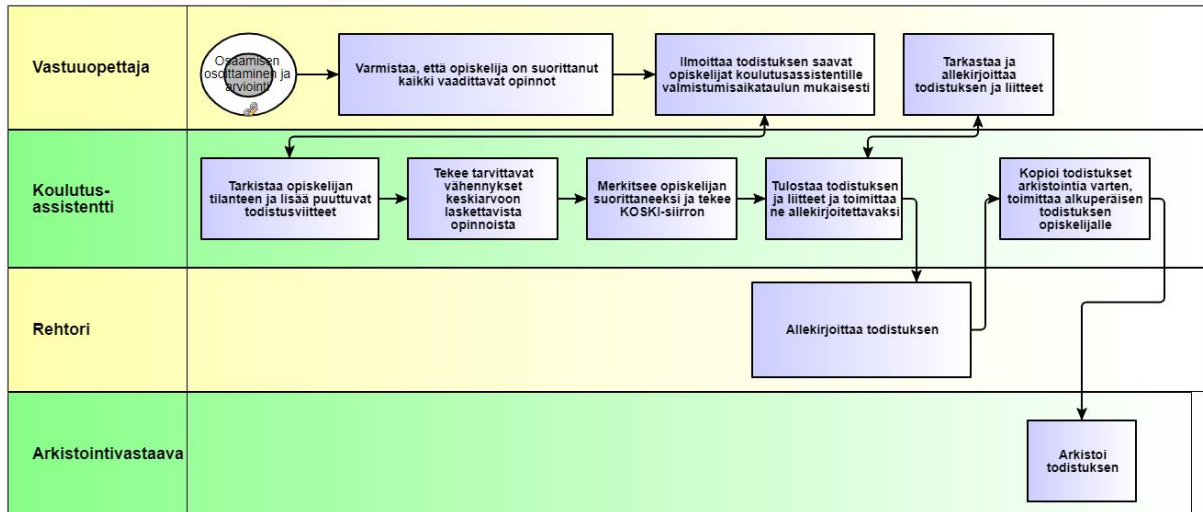 Vastuuopettaja
Osaamisen
osoittaminen ja
arviointi
Varmistaa, että opiskelija on suorittanut
kaikki vaadittavat opinnot
Ilmoittaa todistuksen saavat
opiskelijat koulutusassistentille
valmistumisaikataulun mukaisesti
Tarkastaa ja
allekirjoittaa
todistuksen ja liitteet
Koulutus-
assistentti
Tarkistaa opiskelijan
tilanteen ja lisää puuttuvat
todistusviitteet
Tekee tarvittavat
vähennykset
keskiarvoon
laskettavista
opinnoista
Merkitsee opiskelijan
suorittaneeksi ja tekee
KOSKI-siirron
Tulostaa todistuksen
ja liitteet ja toimittaa
ne allekirjoitettavaksi
Kopioi todistukset
arkistointia varten,
toimittaa alkuperäisen
todistuksen
opiskelijalle
Rehtori
Allekirjoittaa todistuksen
Arkistointivastaava
Arkistoi
todistuksen